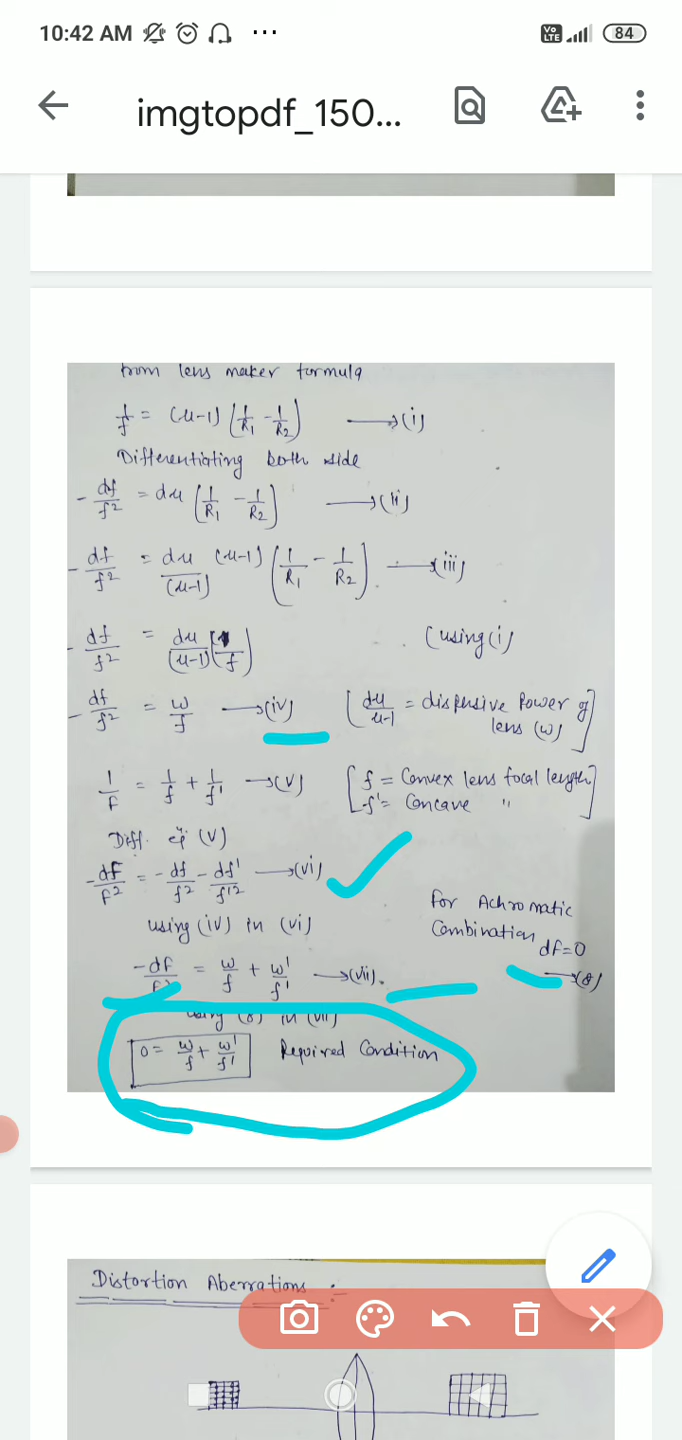 10:42 AM ... Vo LTE 84
imgtopdf_150...
from lens maker formula
1/f = (μ-1) (1/R₁ - 1/R₂) → (i)
Differentiating both side
- df/f² = dμ (1/R₁ - 1/R₂) → (ii)
- df/f² = dμ/(μ-1) (μ-1) (1/R₁ - 1/R₂) → (iii)
- df/f² = dμ/(μ-1) (1/f) (using (i)
- df/f² = ω/f → (iv) [dμ/μ-1 = dispersive Power of
lens (ω)]
1/F = 1/f + 1/f' → (v) [f = Convex lens focal length
f' = Concave "]
Diff. eq (v)
- dF/F² = - df/f² - df'/f'² → (vi)
For Achromatic
using (iv) in (vi)
Combination
dF=0
→ (8)
-dF/F² = ω/f + ω'/f' → (vii).
using (8) in (vii)
0 = ω/f + ω'/f' Required Condition
Distortion Aberrations :-